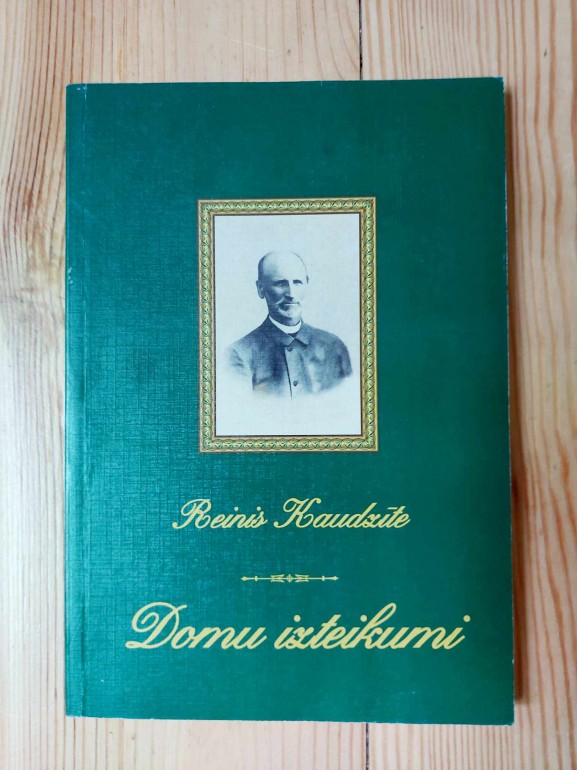 Reinis Kaudzīte
Domu izteikumi